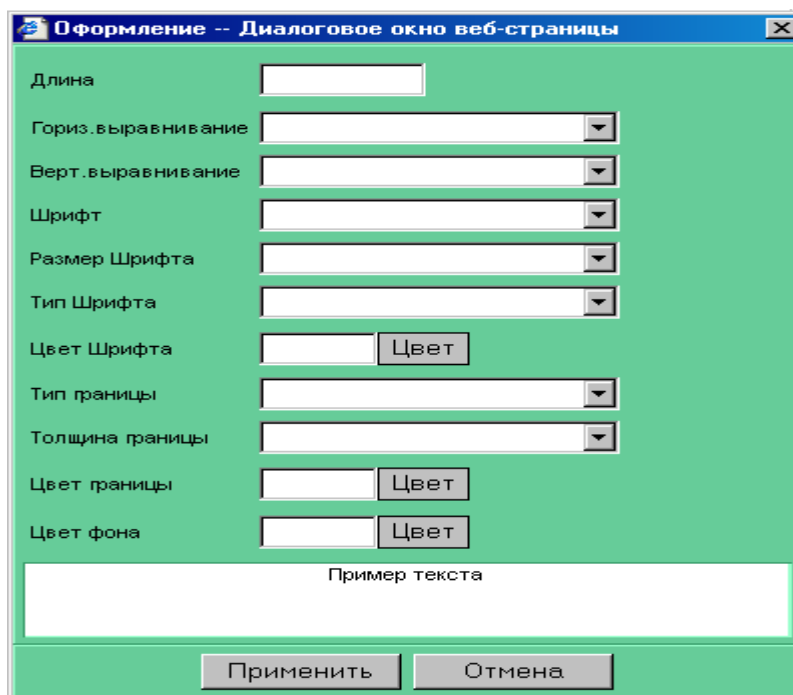 Оформление -- Диалоговое окно веб-страницы
Длина
Гориз.выравнивание
Верт.выравнивание
Шрифт
Размер Шрифта
Тип Шрифта
Цвет Шрифта Цвет
Тип границы
Толщина границы
Цвет границы Цвет
Цвет фона Цвет
Пример текста
Применить Отмена